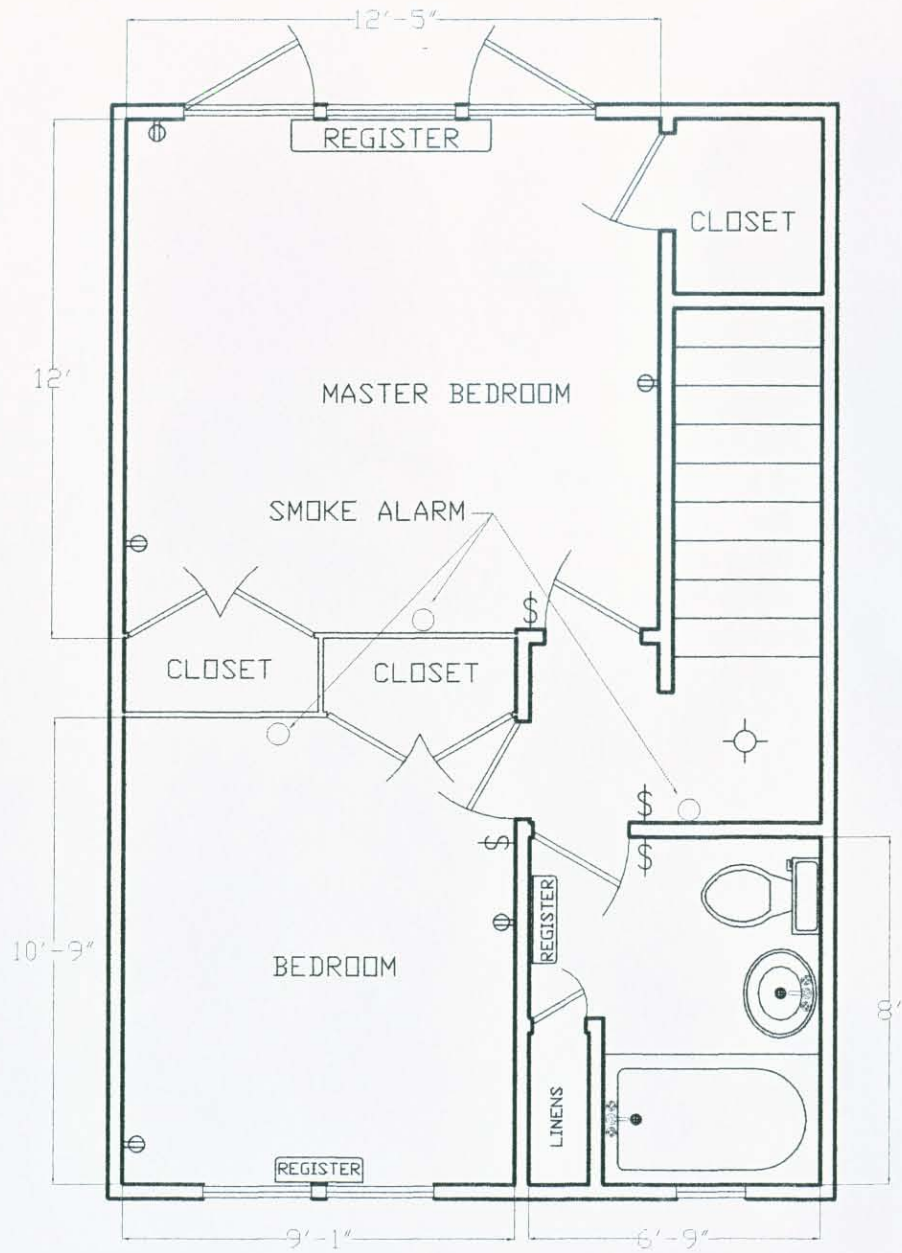 12'-5"
REGISTER
CLOSET
12'
MASTER BEDROOM
SMOKE ALARM
$
CLOSET
CLOSET
$
$
$
REGISTER
10'-9"
BEDROOM
8'
LINENS
REGISTER
9'-1"
6'-9"